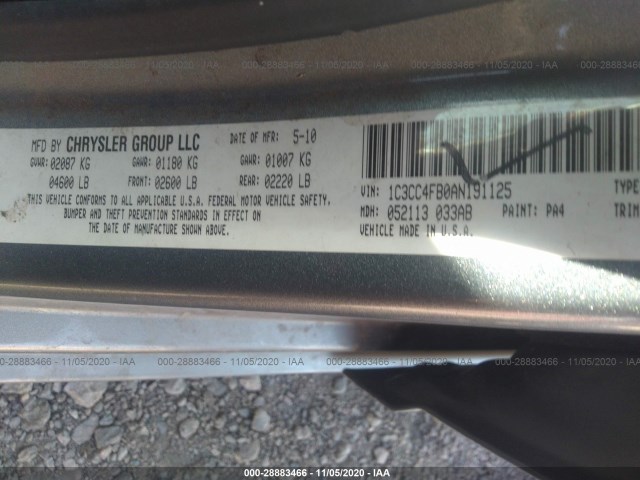 000-28883466 - 11/05/2020 - IAA
MFD BY CHRYSLER GROUP LLC DATE OF MFR: 5-10
GVWR: 02087 KG GAWR: 01180 KG GAWR: 01007 KG
04600 LB FRONT: 02600 LB REAR: 02220 LB
THIS VEHICLE CONFORMS TO ALL APPLICABLE U.S.A. FEDERAL MOTOR VEHICLE SAFETY,
BUMPER AND THEFT PREVENTION STANDARDS IN EFFECT ON
THE DATE OF MANUFACTURE SHOWN ABOVE.
VIN: 1C3CC4FB0AN191125 TYPE
MDH: 052113 033AB PAINT: PA4 TRIM
VEHICLE MADE IN U.S.A.
000-28883466 - 11/05/2020 - IAA
000-28883466 - 11/05/2020 - IAA
000-28883466 - 11/05/2020 - IAA